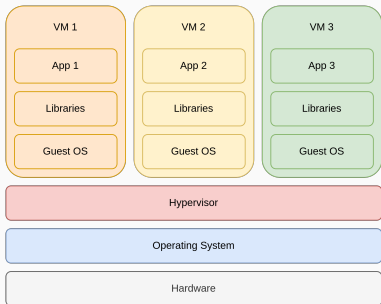 VM 1
App 1
Libraries
Guest OS
VM 2
App 2
Libraries
Guest OS
VM 3
App 3
Libraries
Guest OS
Hypervisor
Operating System
Hardware